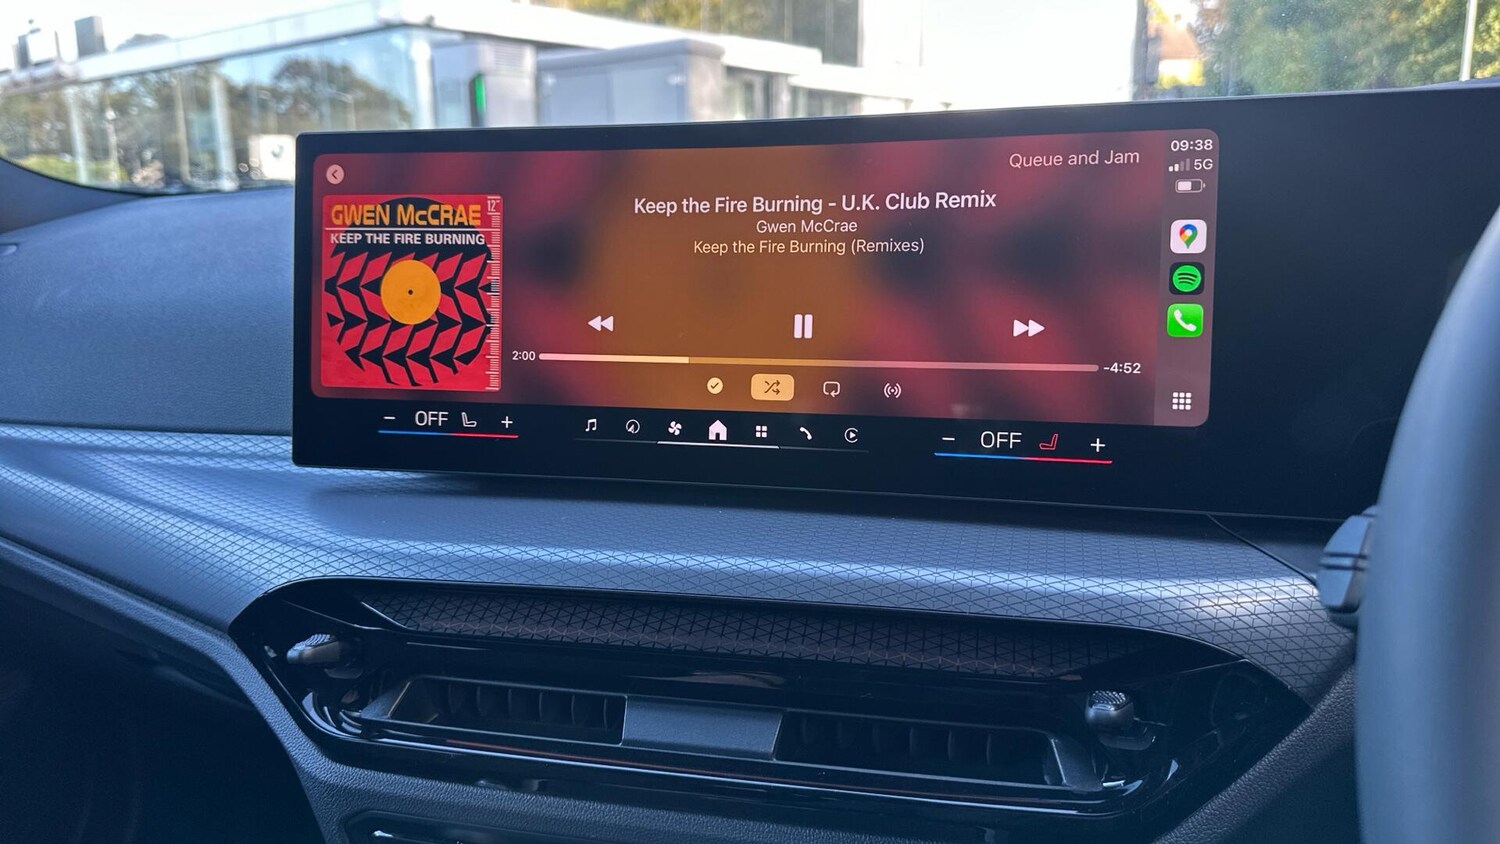 Queue and Jam
09:38
5G
GWEN McCRAE
12"
KEEP THE FIRE BURNING
Keep the Fire Burning - U.K. Club Remix
Gwen McCrae
Keep the Fire Burning (Remixes)
2:00
-4:52
- OFF +
- OFF +